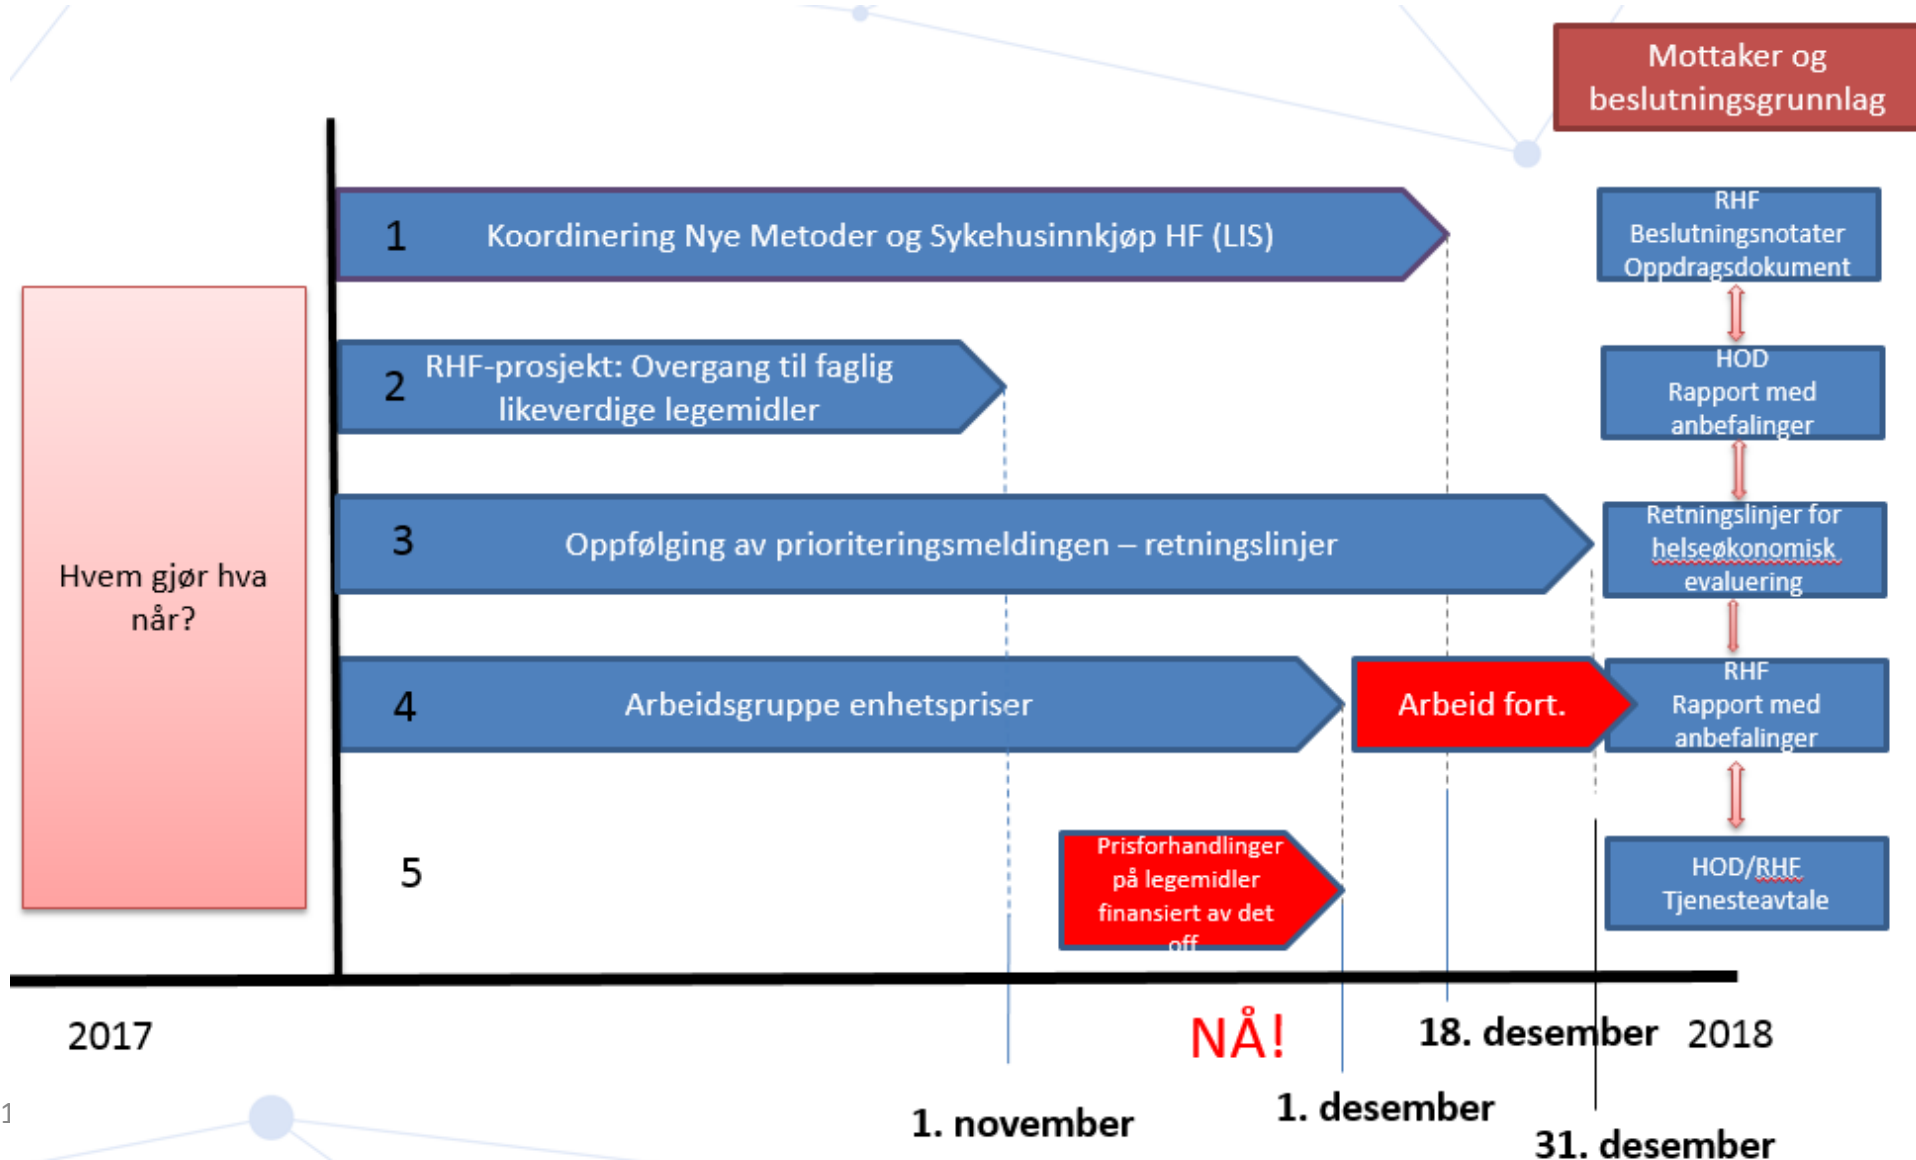 Mottaker og
beslutningsgrunnlag
1
Koordinering Nye Metoder og Sykehusinnkjøp HF (LIS)
RHF
Beslutningsnotater
Oppdragsdokument
2
RHF-prosjekt: Overgang til faglig
likeverdige legemidler
HOD
Rapport med
anbefalinger
3
Oppfølging av prioriteringsmeldingen – retningslinjer
Retningslinjer for
helseøkonomisk
evaluering
Hvem gjør hva
når?
4
Arbeidsgruppe enhetspriser
Arbeid fort.
RHF
Rapport med
anbefalinger
5
Prisforhandlinger
på legemidler
finansiert av det
off
HOD/RHF
Tjenesteavtale
2017
NÅ!
18. desember
2018
1
1. november
1. desember
31. desember